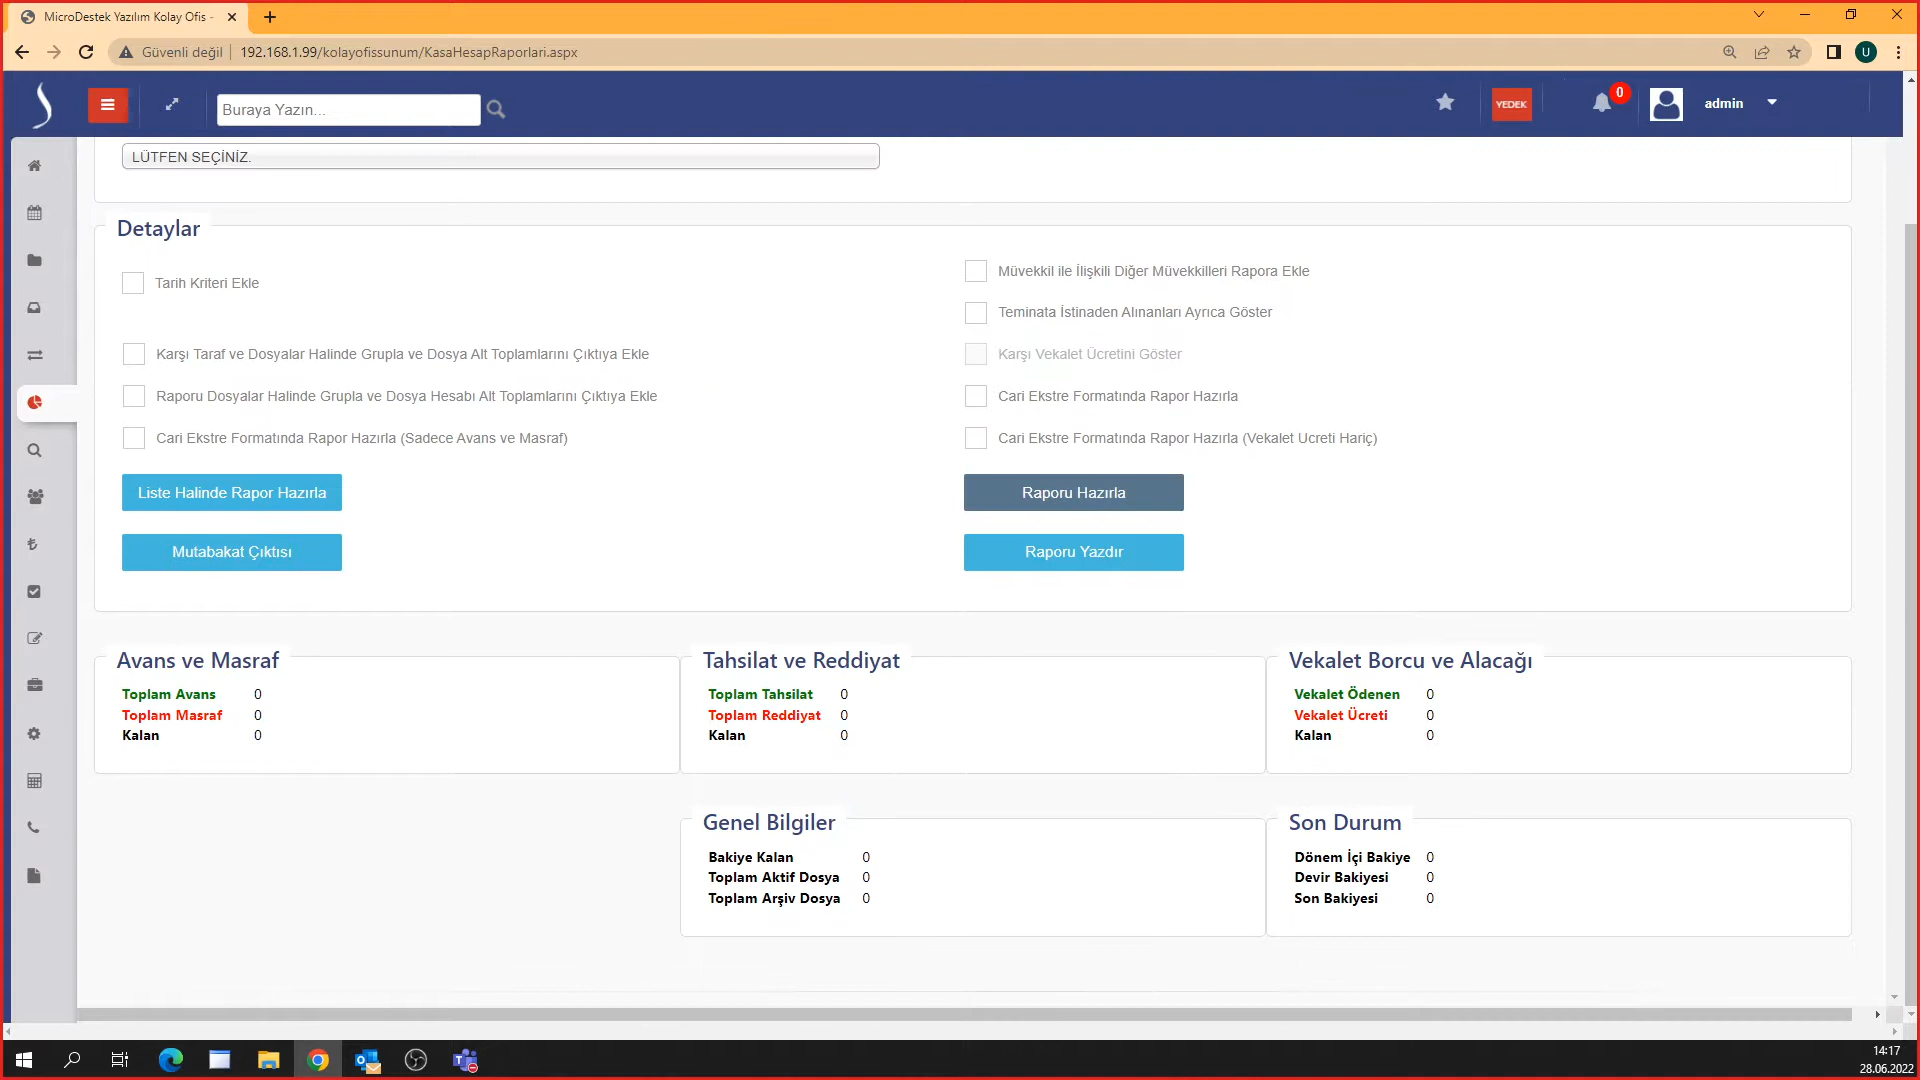 MicroDestek Yazılım Kolay Ofis -
Güvenli değil
192.168.1.99/kolayofissunum/KasaHesapRaporlari.aspx
U
Buraya Yazın...
YEDEK
0
admin
LÜTFEN SEÇİNİZ.
Detaylar
Tarih Kriteri Ekle
Müvekkil ile İlişkili Diğer Müvekkilleri Rapora Ekle
Teminata İstinaden Alınanları Ayrıca Göster
Karşı Taraf ve Dosyalar Halinde Grupla ve Dosya Alt Toplamlarını Çıktıya Ekle
Karşı Vekalet Ücretini Göster
Raporu Dosyalar Halinde Grupla ve Dosya Hesabı Alt Toplamlarını Çıktıya Ekle
Cari Ekstre Formatında Rapor Hazırla
Cari Ekstre Formatında Rapor Hazırla (Sadece Avans ve Masraf)
Cari Ekstre Formatında Rapor Hazırla (Vekalet Ucreti Hariç)
Liste Halinde Rapor Hazırla
Raporu Hazırla
Mutabakat Çıktısı
Raporu Yazdır
Avans ve Masraf
Toplam Avans 0
Toplam Masraf 0
Kalan 0
Tahsilat ve Reddiyat
Toplam Tahsilat 0
Toplam Reddiyat 0
Kalan 0
Vekalet Borcu ve Alacağı
Vekalet Ödenen 0
Vekalet Ücreti 0
Kalan 0
Genel Bilgiler
Bakiye Kalan 0
Toplam Aktif Dosya 0
Toplam Arşiv Dosya 0
Son Durum
Dönem İçi Bakiye 0
Devir Bakiyesi 0
Son Bakiyesi 0
14:17
28.06.2022